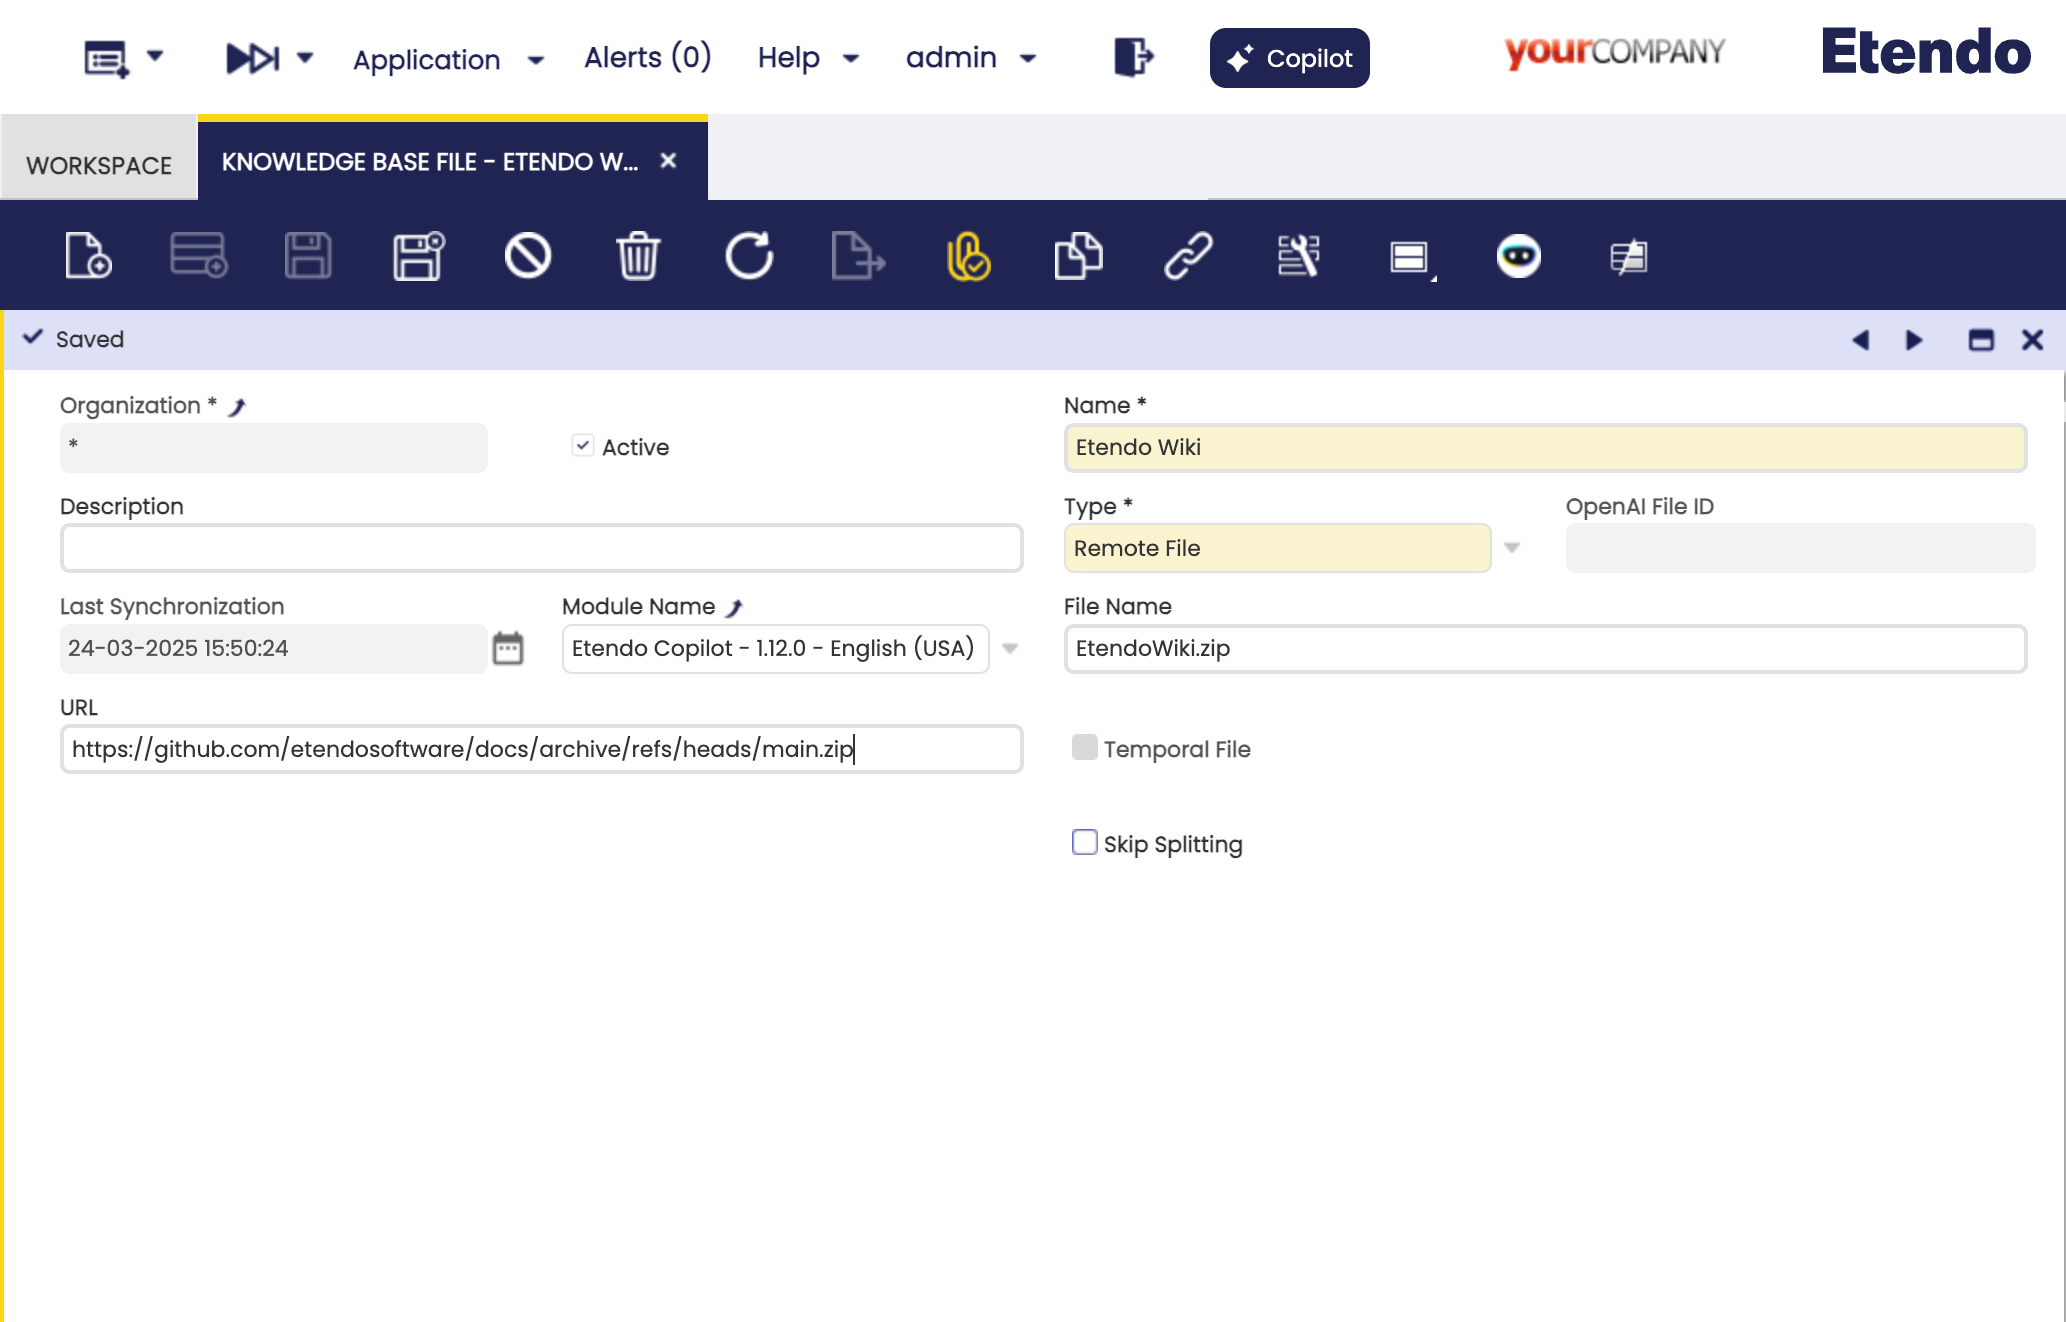 Application
Alerts (0)
Help
admin
Copilot
yourCOMPANY
Etendo
WORKSPACE
KNOWLEDGE BASE FILE - ETENDO W...
Saved
Organization *
*
Active
Name *
Etendo Wiki
Description
Type *
Remote File
OpenAI File ID
Last Synchronization
24-03-2025 15:50:24
Module Name
Etendo Copilot - 1.12.0 - English (USA)
File Name
EtendoWiki.zip
URL
https://github.com/etendosoftware/docs/archive/refs/heads/main.zip
Temporal File
Skip Splitting